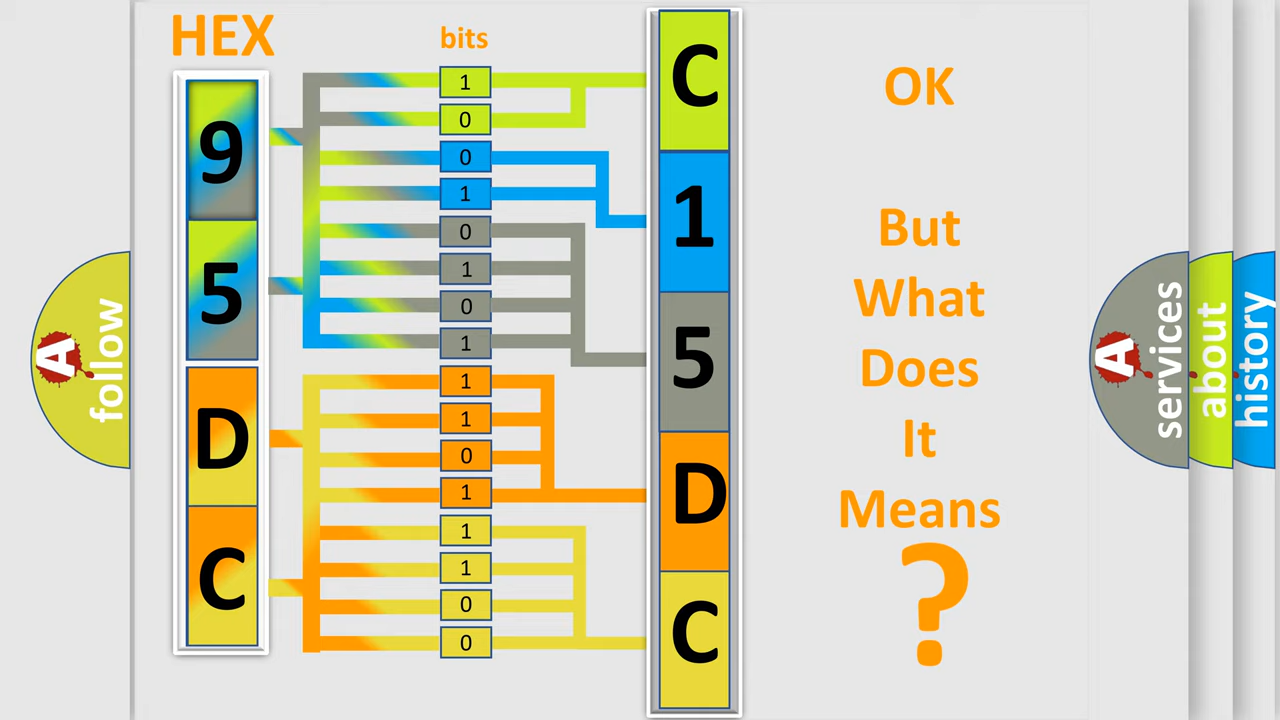 HEX
bits
9
5
D
C
1
0
0
1
0
1
0
1
1
1
0
1
1
1
0
0
C
1
5
D
C
OK
But
What
Does
It
Means
?
A
follow
A
services
about
history